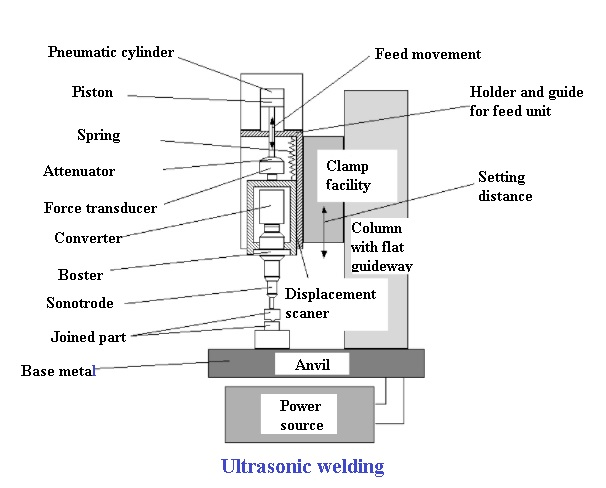 Pneumatic cylinder
Feed movement
Piston
Holder and guide
for feed unit
Spring
Attenuator
Clamp
facility
Setting
distance
Force transducer
Converter
Column
with flat
guideway
Boster
Sonotrode
Displacement
scaner
Joined part
Base metal
Anvil
Power
source
Ultrasonic welding